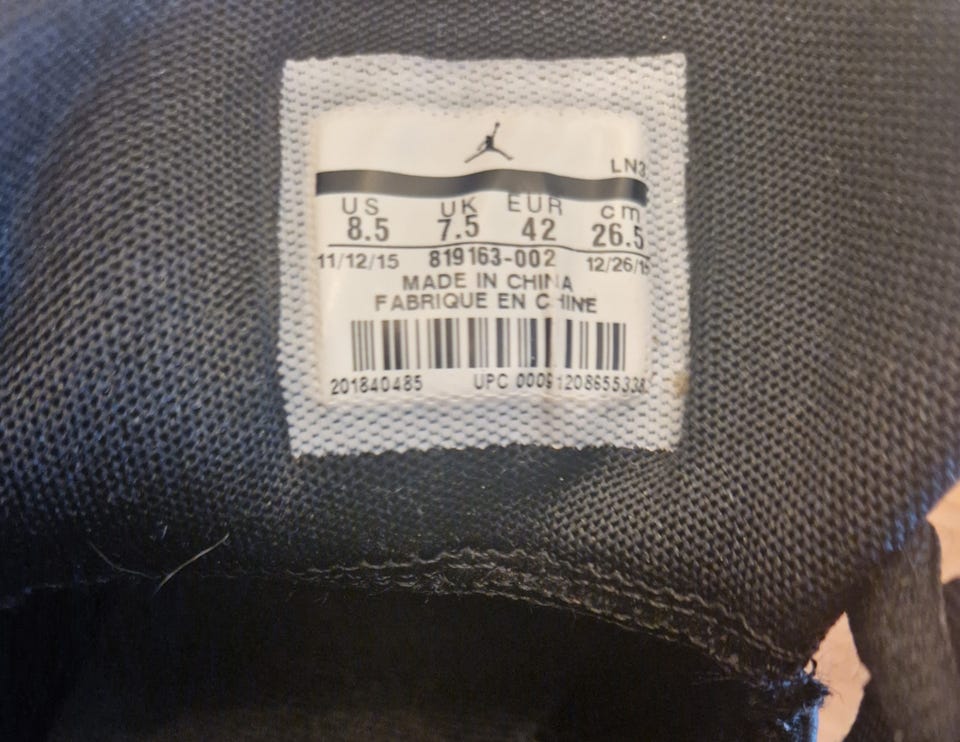 LN3
US UK EUR cm
8.5 7.5 42 26.5
11/12/15 819163-002
MADE IN CHINA
FABRIQUE EN CHINE
201840485 UPC